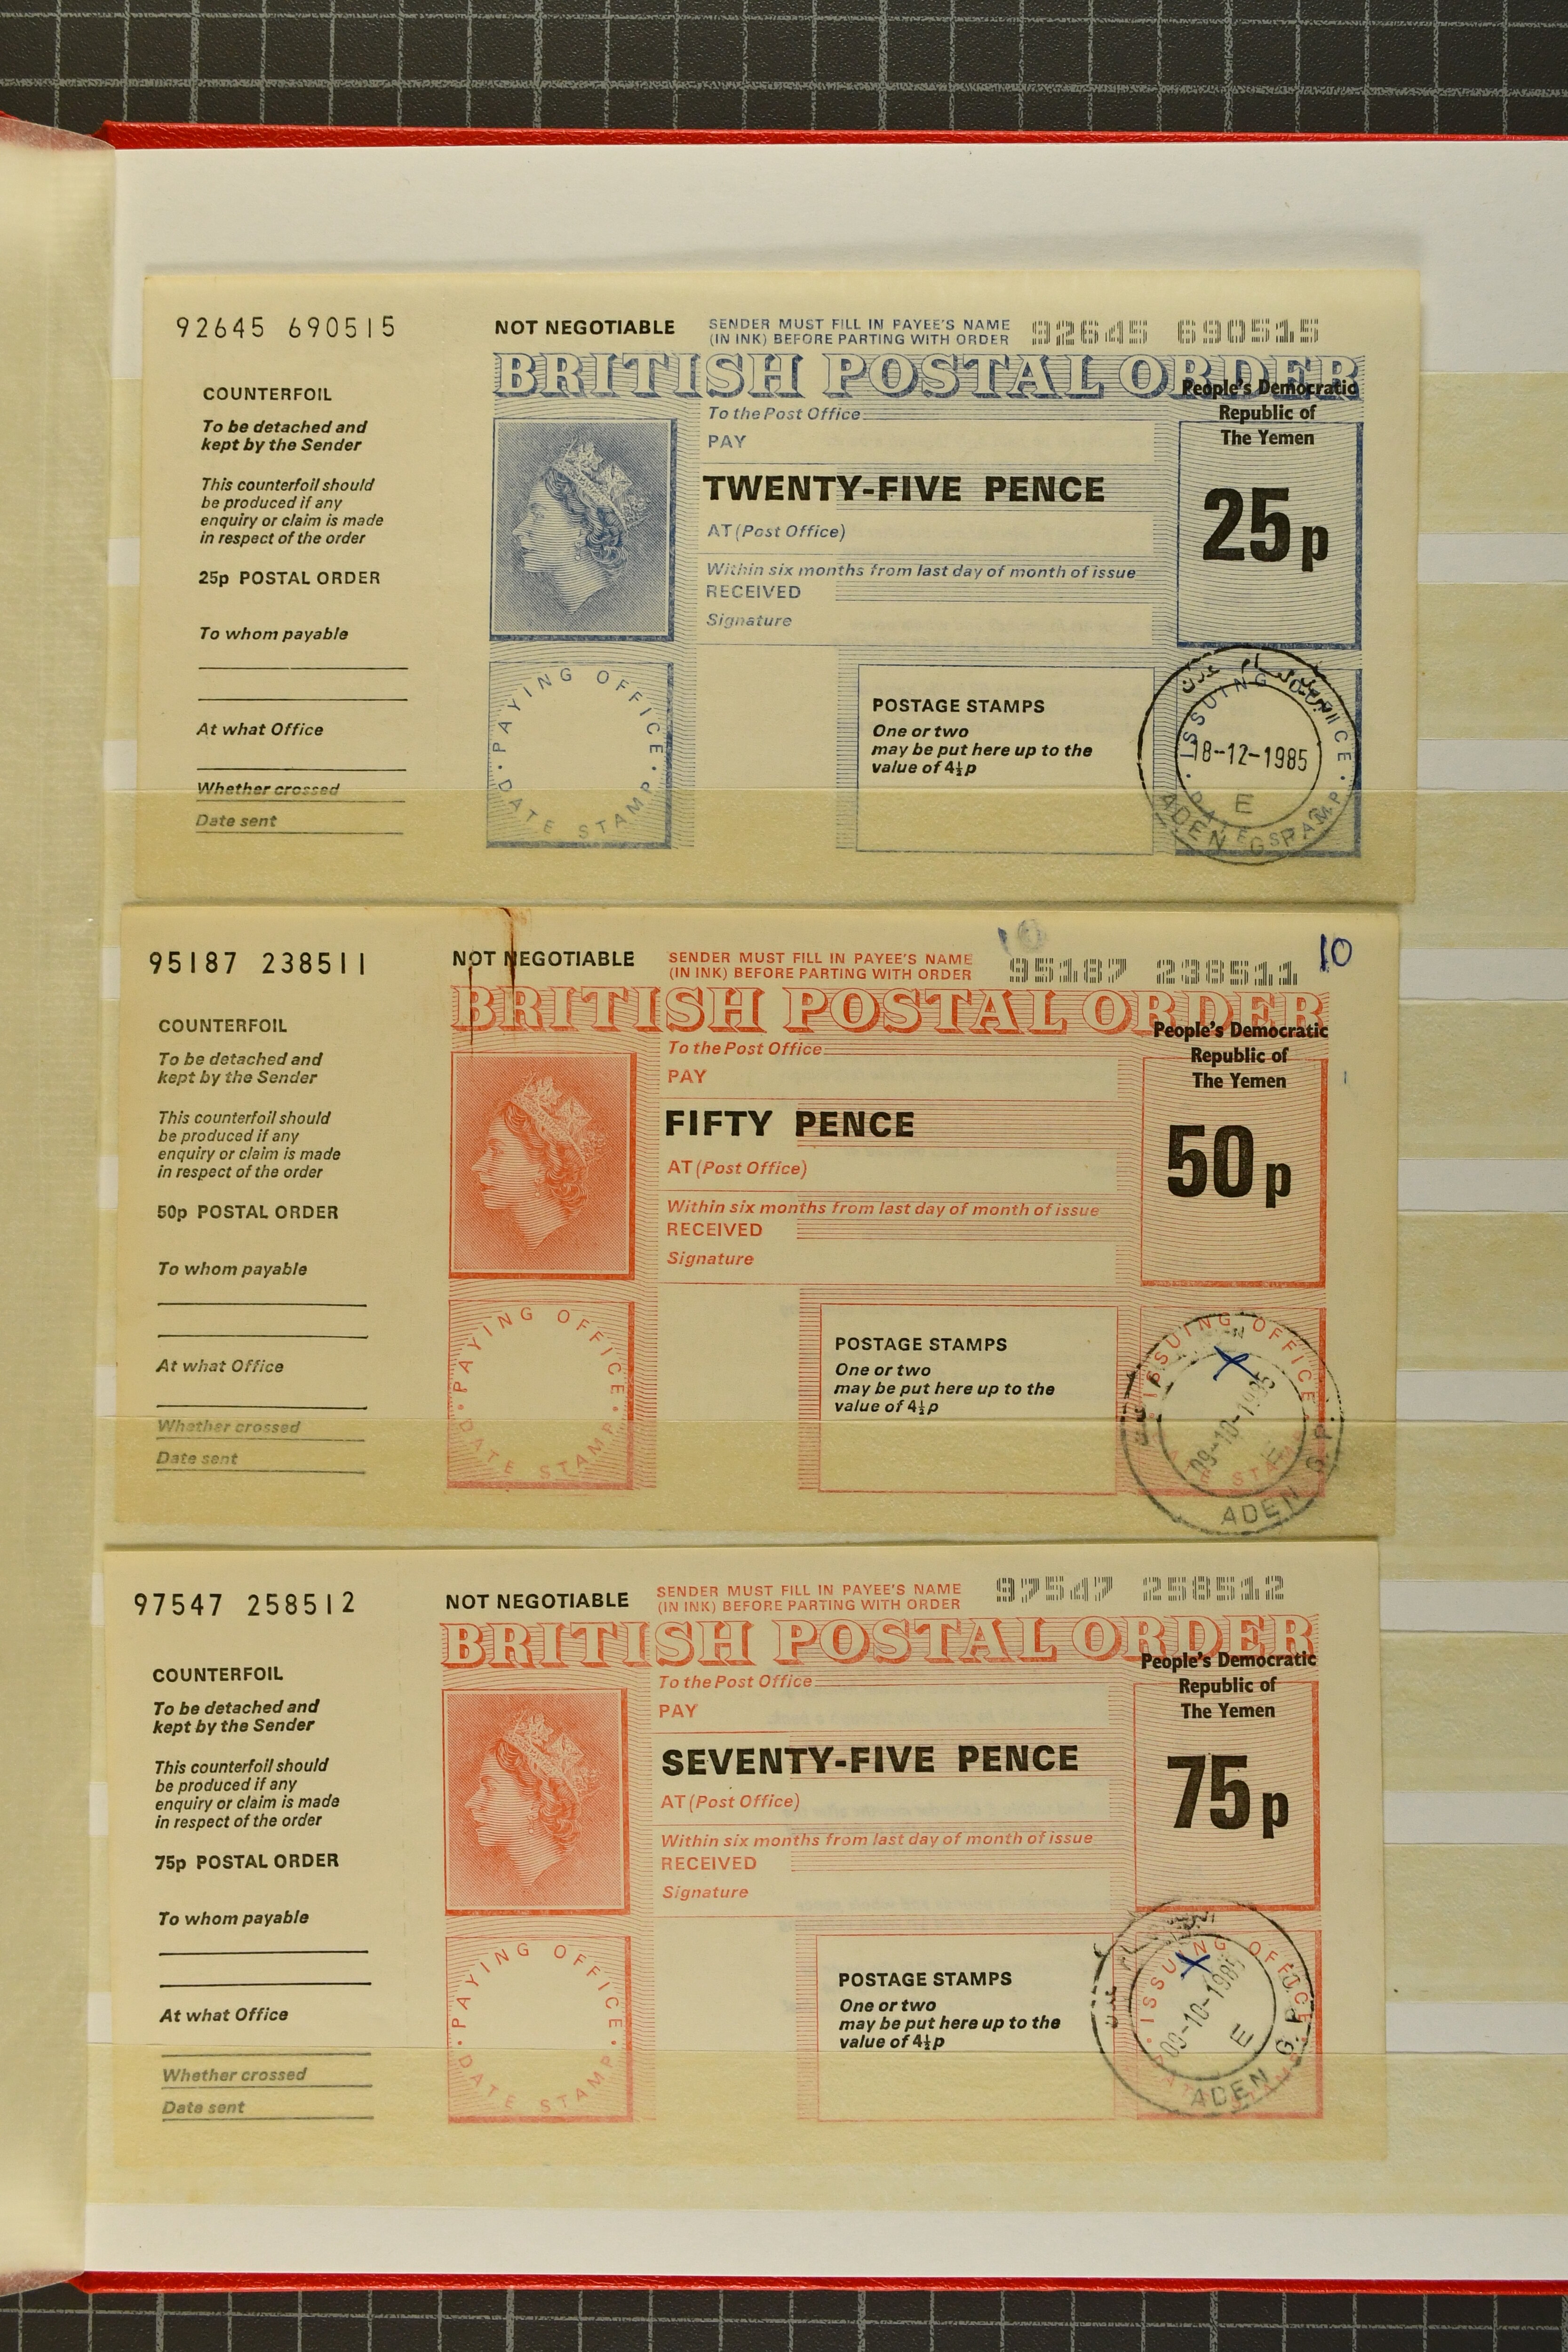 92645 690515
NOT NEGOTIABLE
SENDER MUST FILL IN PAYEE'S NAME
(IN INK) BEFORE PARTING WITH ORDER
92645 690515
BRITISH POSTAL ORDER
People's Democratic
Republic of
The Yemen
COUNTERFOIL
To be detached and
kept by the Sender
This counterfoil should
be produced if any
enquiry or claim is made
in respect of the order
25p POSTAL ORDER
To whom payable
At what Office
Whether crossed
Date sent
To the Post Office
PAY
TWENTY-FIVE PENCE
AT (Post Office)
Within six months from last day of month of issue
RECEIVED
Signature
25p
PAYING OFFICE
DATE STAMP
POSTAGE STAMPS
One or two
may be put here up to the
value of 4½p
ISSUING OFFICE
DATE STAMP
18-12-1985
E
ADEN
95187 238511
NOT NEGOTIABLE
SENDER MUST FILL IN PAYEE'S NAME
(IN INK) BEFORE PARTING WITH ORDER
10
95187 238511
10
BRITISH POSTAL ORDER
People's Democratic
Republic of
The Yemen
COUNTERFOIL
To be detached and
kept by the Sender
This counterfoil should
be produced if any
enquiry or claim is made
in respect of the order
50p POSTAL ORDER
To whom payable
At what Office
Whether crossed
Date sent
To the Post Office
PAY
FIFTY PENCE
AT (Post Office)
Within six months from last day of month of issue
RECEIVED
Signature
50p
PAYING OFFICE
DATE STAMP
POSTAGE STAMPS
One or two
may be put here up to the
value of 4½p
ISSUING OFFICE
STAMP
09-10-1985
E
ADEN G.P.
97547 258512
NOT NEGOTIABLE
SENDER MUST FILL IN PAYEE'S NAME
(IN INK) BEFORE PARTING WITH ORDER
97547 258512
BRITISH POSTAL ORDER
People's Democratic
Republic of
The Yemen
COUNTERFOIL
To be detached and
kept by the Sender
This counterfoil should
be produced if any
enquiry or claim is made
in respect of the order
75p POSTAL ORDER
To whom payable
At what Office
Whether crossed
Date sent
To the Post Office
PAY
SEVENTY-FIVE PENCE
AT (Post Office)
Within six months from last day of month of issue
RECEIVED
Signature
75p
PAYING OFFICE
DATE STAMP
POSTAGE STAMPS
One or two
may be put here up to the
value of 4½p
ISSUING OFFICE
DATE STAMP
09-10-1985
E
ADEN G.P.O.